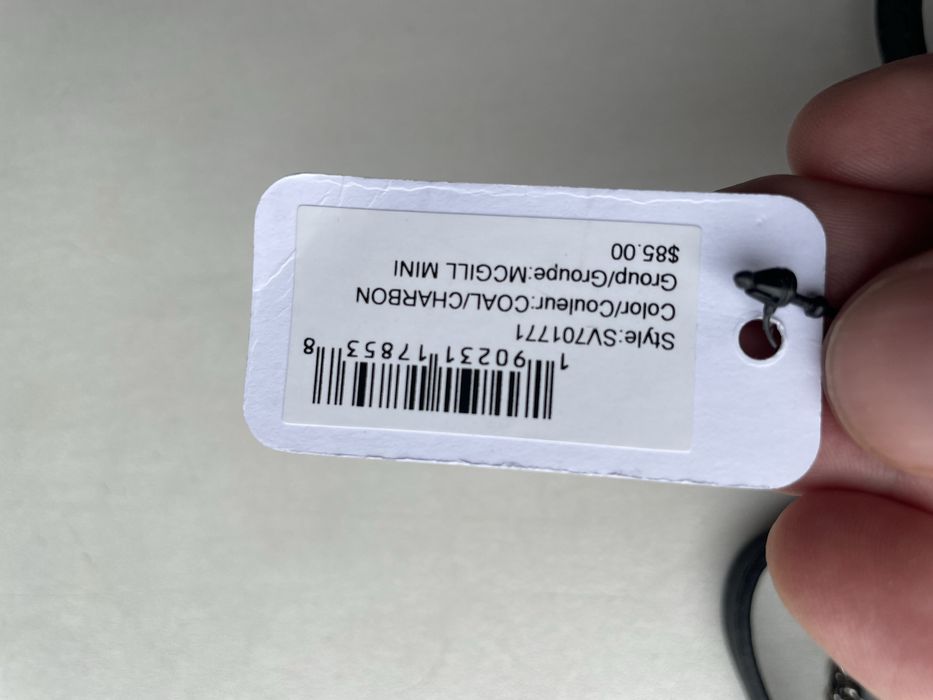 1 90231 17853 8
Style:SV701771
Color/Couleur:COAL/CHARBON
Group/Groupe:MCGILL MINI
$85.00